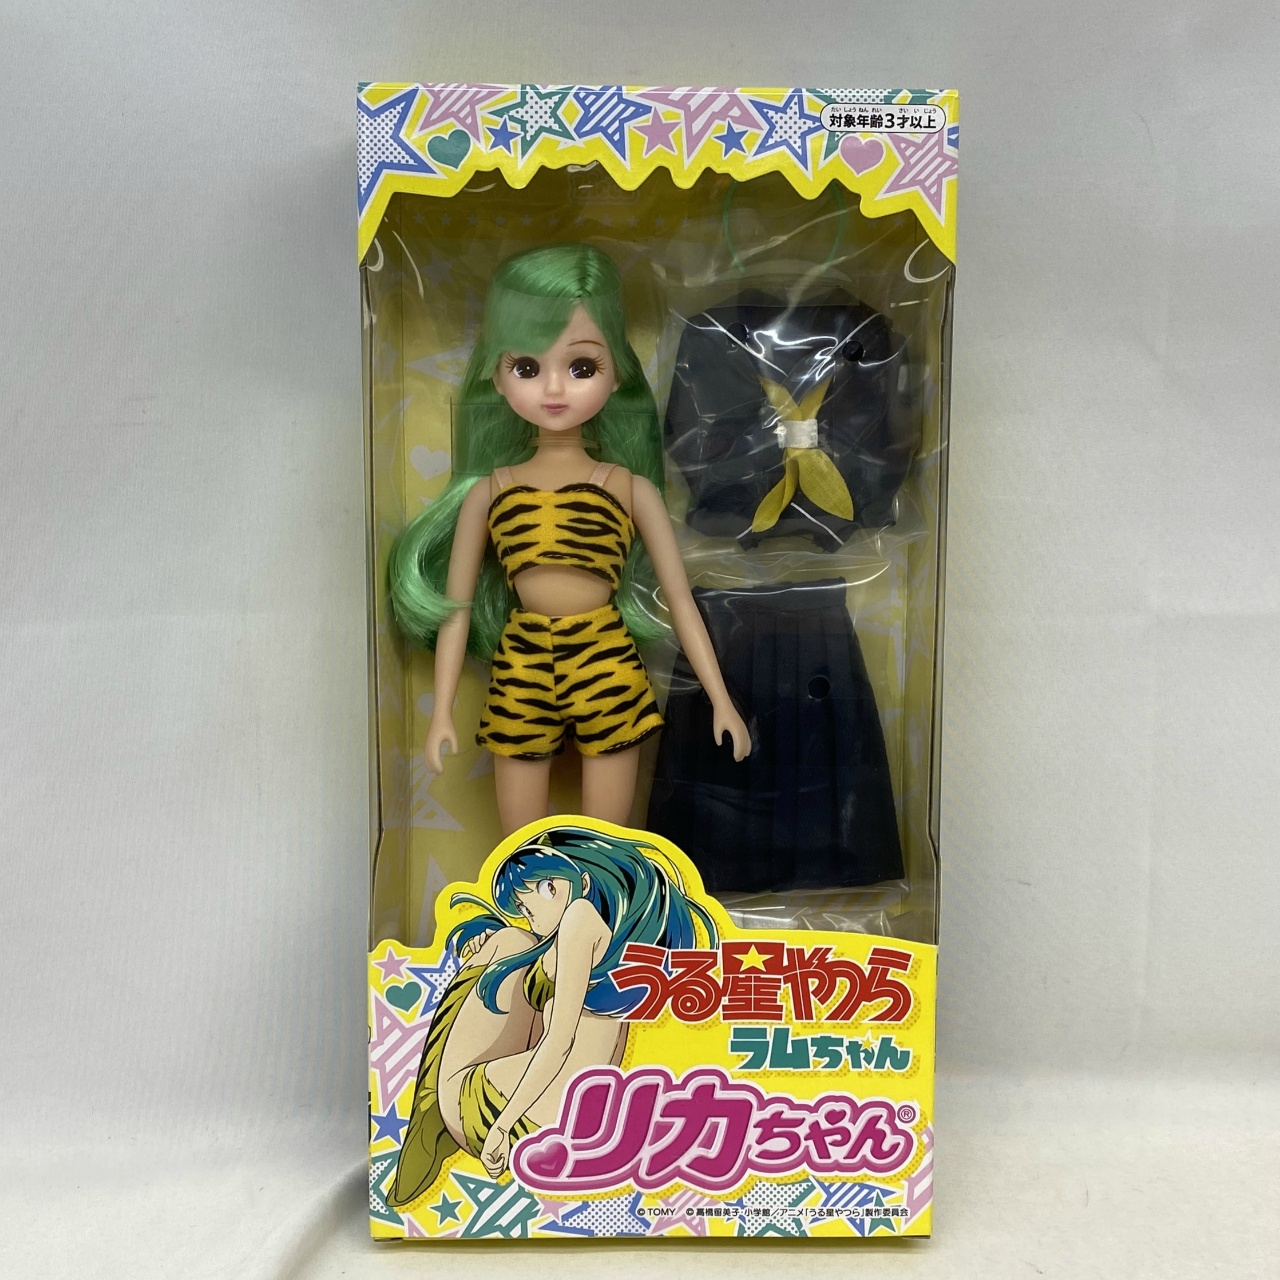 たいしょうねんれい さいいじょう
対象年齢3才以上
うる星やつら
ラムちゃん
リカちゃん®
©TOMY ©高橋留美子・小学館/アニメ「うる星やつら」製作委員会